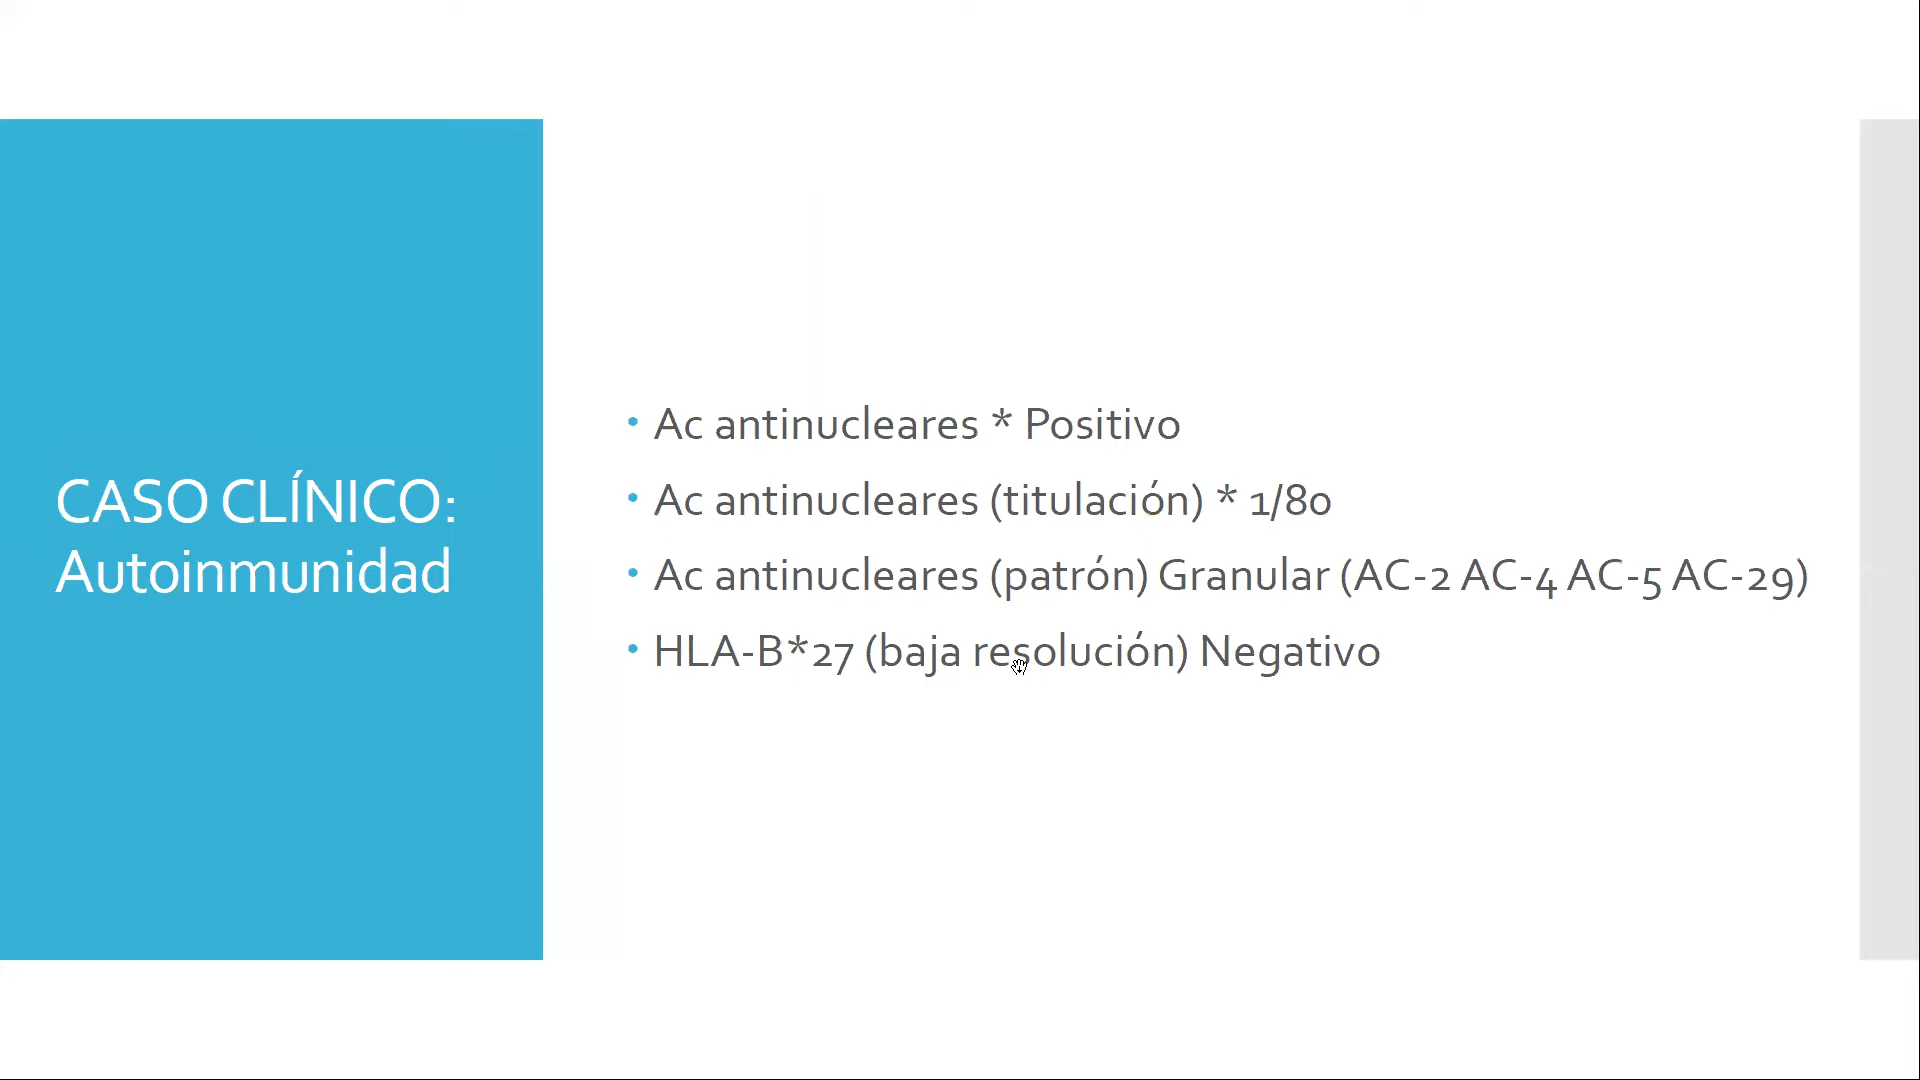 CASO CLÍNICO:
Autoinmunidad
• Ac antinucleares * Positivo
• Ac antinucleares (titulación) * 1/80
• Ac antinucleares (patrón) Granular (AC-2 AC-4 AC-5 AC-29)
• HLA-B*27 (baja resolución) Negativo